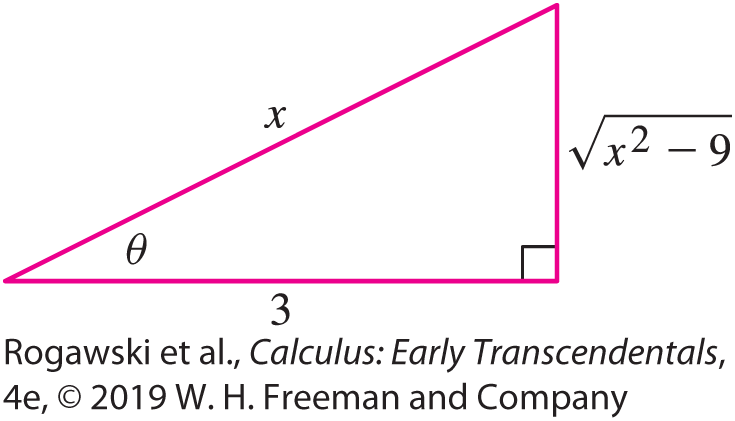 x
√x² − 9
θ
3
Rogawski et al., Calculus: Early Transcendentals,
4e, © 2019 W. H. Freeman and Company